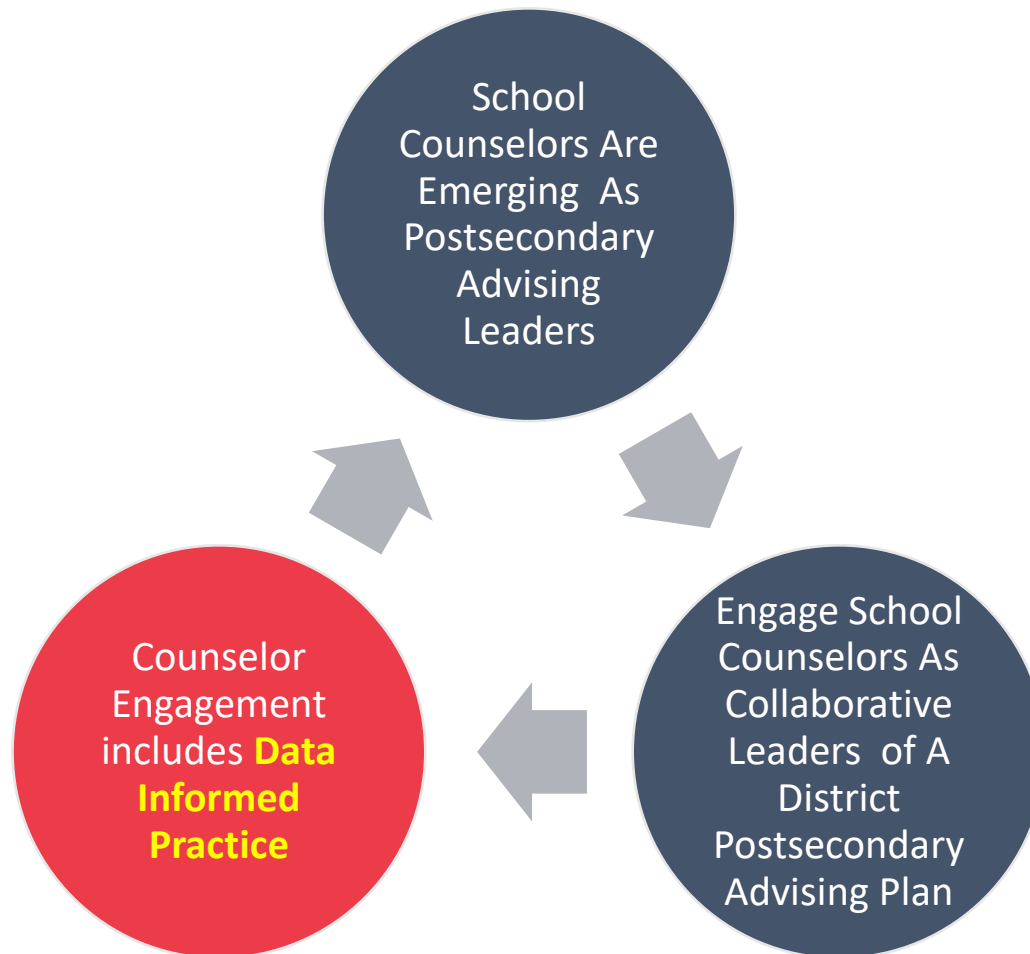 School
Counselors Are
Emerging As
Postsecondary
Advising
Leaders
Counselor
Engagement
includes Data
Informed
Practice
Engage School
Counselors As
Collaborative
Leaders of A
District
Postsecondary
Advising Plan